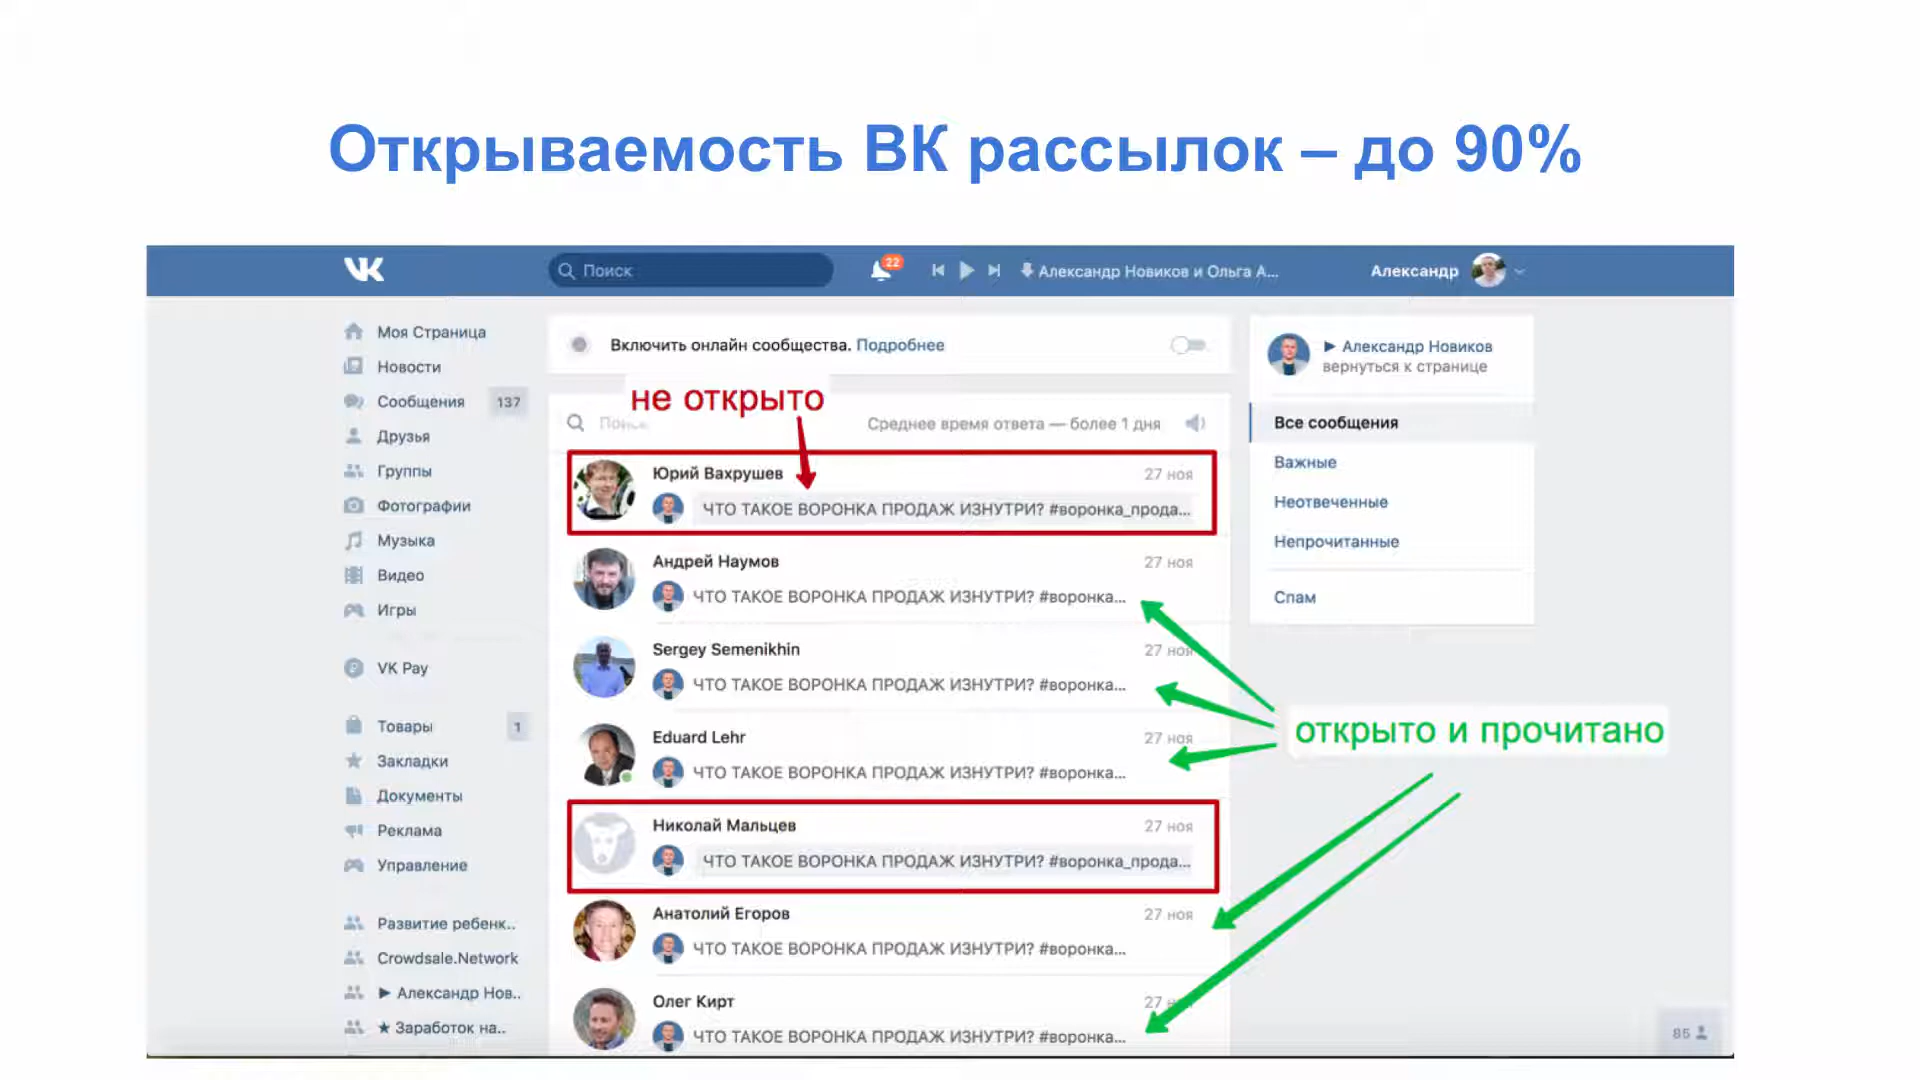 Открываемость ВК рассылок – до 90%
Поиск
22
Александр Новиков и Ольга А...
Александр
Моя Страница
Новости
Сообщения 137
Друзья
Группы
Фотографии
Музыка
Видео
Игры
VK Pay
Товары 1
Закладки
Документы
Реклама
Управление
Развитие ребенк..
Crowdsale.Network
► Александр Нов..
★ Заработок на..
Включить онлайн сообщества. Подробнее
не открыто
Поиск
Среднее время ответа — более 1 дня
Юрий Вахрушев 27 ноя
ЧТО ТАКОЕ ВОРОНКА ПРОДАЖ ИЗНУТРИ? #воронка_прода...
Андрей Наумов 27 ноя
ЧТО ТАКОЕ ВОРОНКА ПРОДАЖ ИЗНУТРИ? #воронка...
Sergey Semenikhin 27 ноя
ЧТО ТАКОЕ ВОРОНКА ПРОДАЖ ИЗНУТРИ? #воронка...
Eduard Lehr 27 ноя
ЧТО ТАКОЕ ВОРОНКА ПРОДАЖ ИЗНУТРИ? #воронка...
Николай Мальцев 27 ноя
ЧТО ТАКОЕ ВОРОНКА ПРОДАЖ ИЗНУТРИ? #воронка_прода...
Анатолий Егоров 27 ноя
ЧТО ТАКОЕ ВОРОНКА ПРОДАЖ ИЗНУТРИ? #воронка...
Олег Кирт 27 ноя
ЧТО ТАКОЕ ВОРОНКА ПРОДАЖ ИЗНУТРИ? #воронка...
► Александр Новиков
вернуться к странице
Все сообщения
Важные
Неотвеченные
Непрочитанные
Спам
открыто и прочитано
85